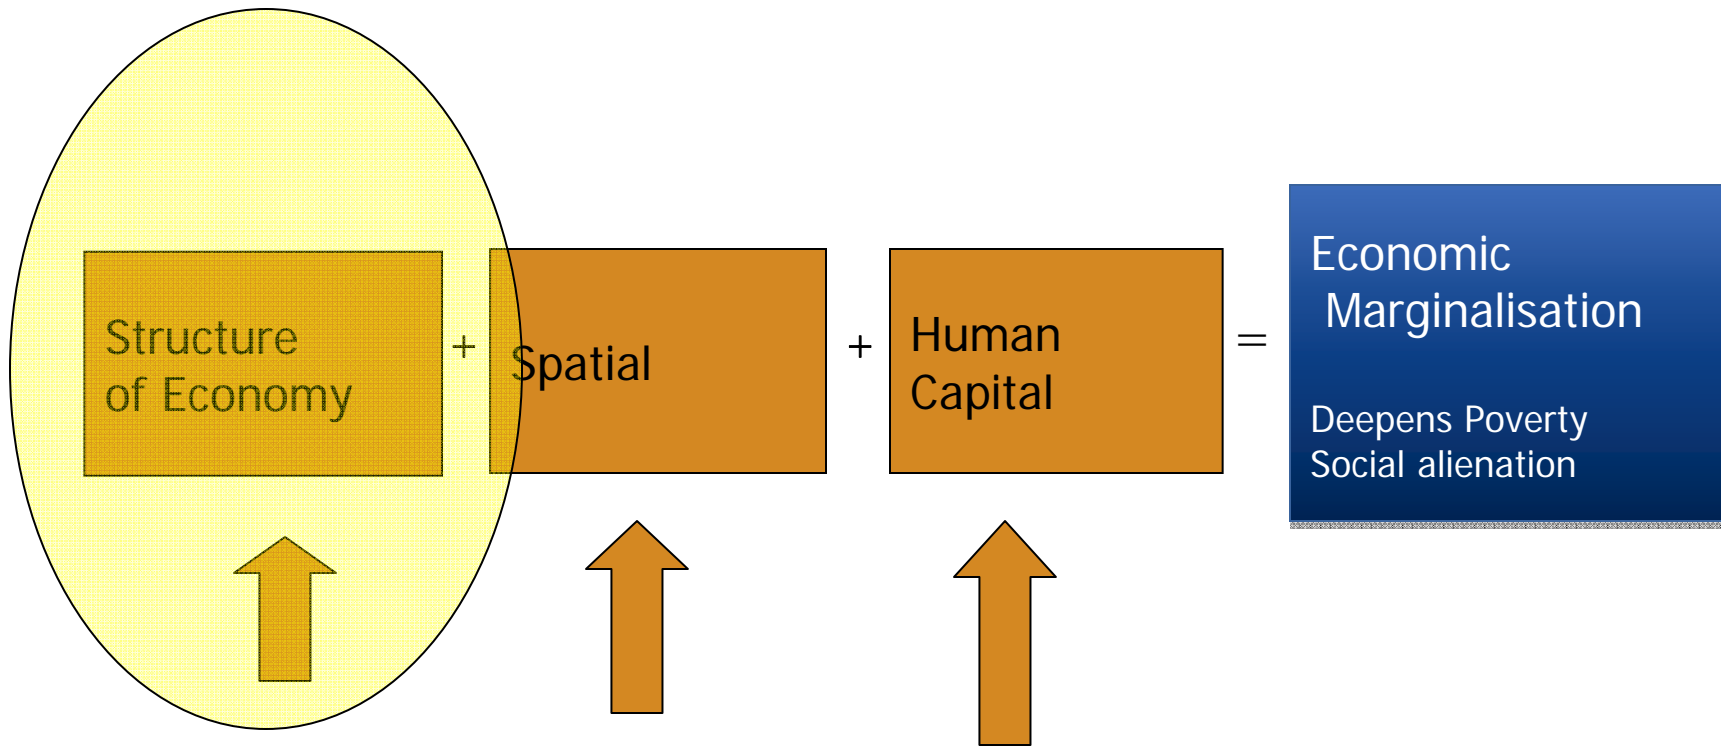 Structure
of Economy
+
Spatial
+
Human
Capital
=
Economic
Marginalisation
Deepens Poverty
Social alienation